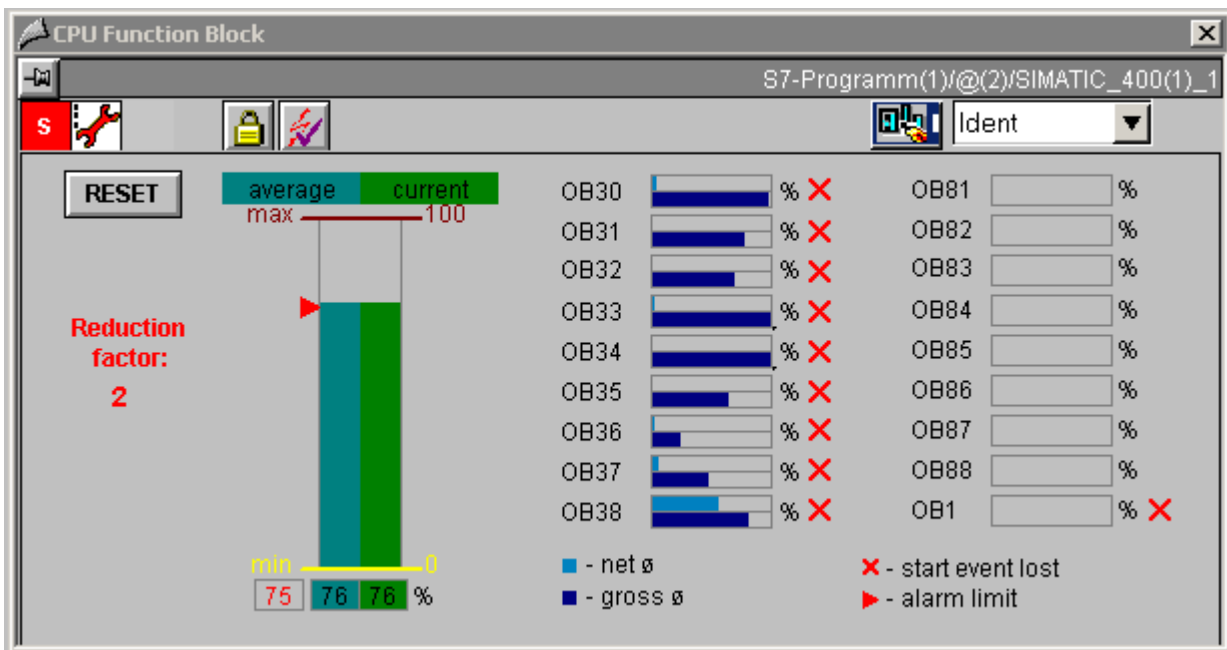 CPU Function Block
S7-Programm(1)/@(2)/SIMATIC_400(1)_1
S
Ident
RESET
average current
max 100
Reduction
factor:
2
min 0
75 76 76 %
OB30 %
OB31 %
OB32 %
OB33 %
OB34 %
OB35 %
OB36 %
OB37 %
OB38 %
- net ø
- gross ø
OB81 %
OB82 %
OB83 %
OB84 %
OB85 %
OB86 %
OB87 %
OB88 %
OB1 %
- start event lost
- alarm limit